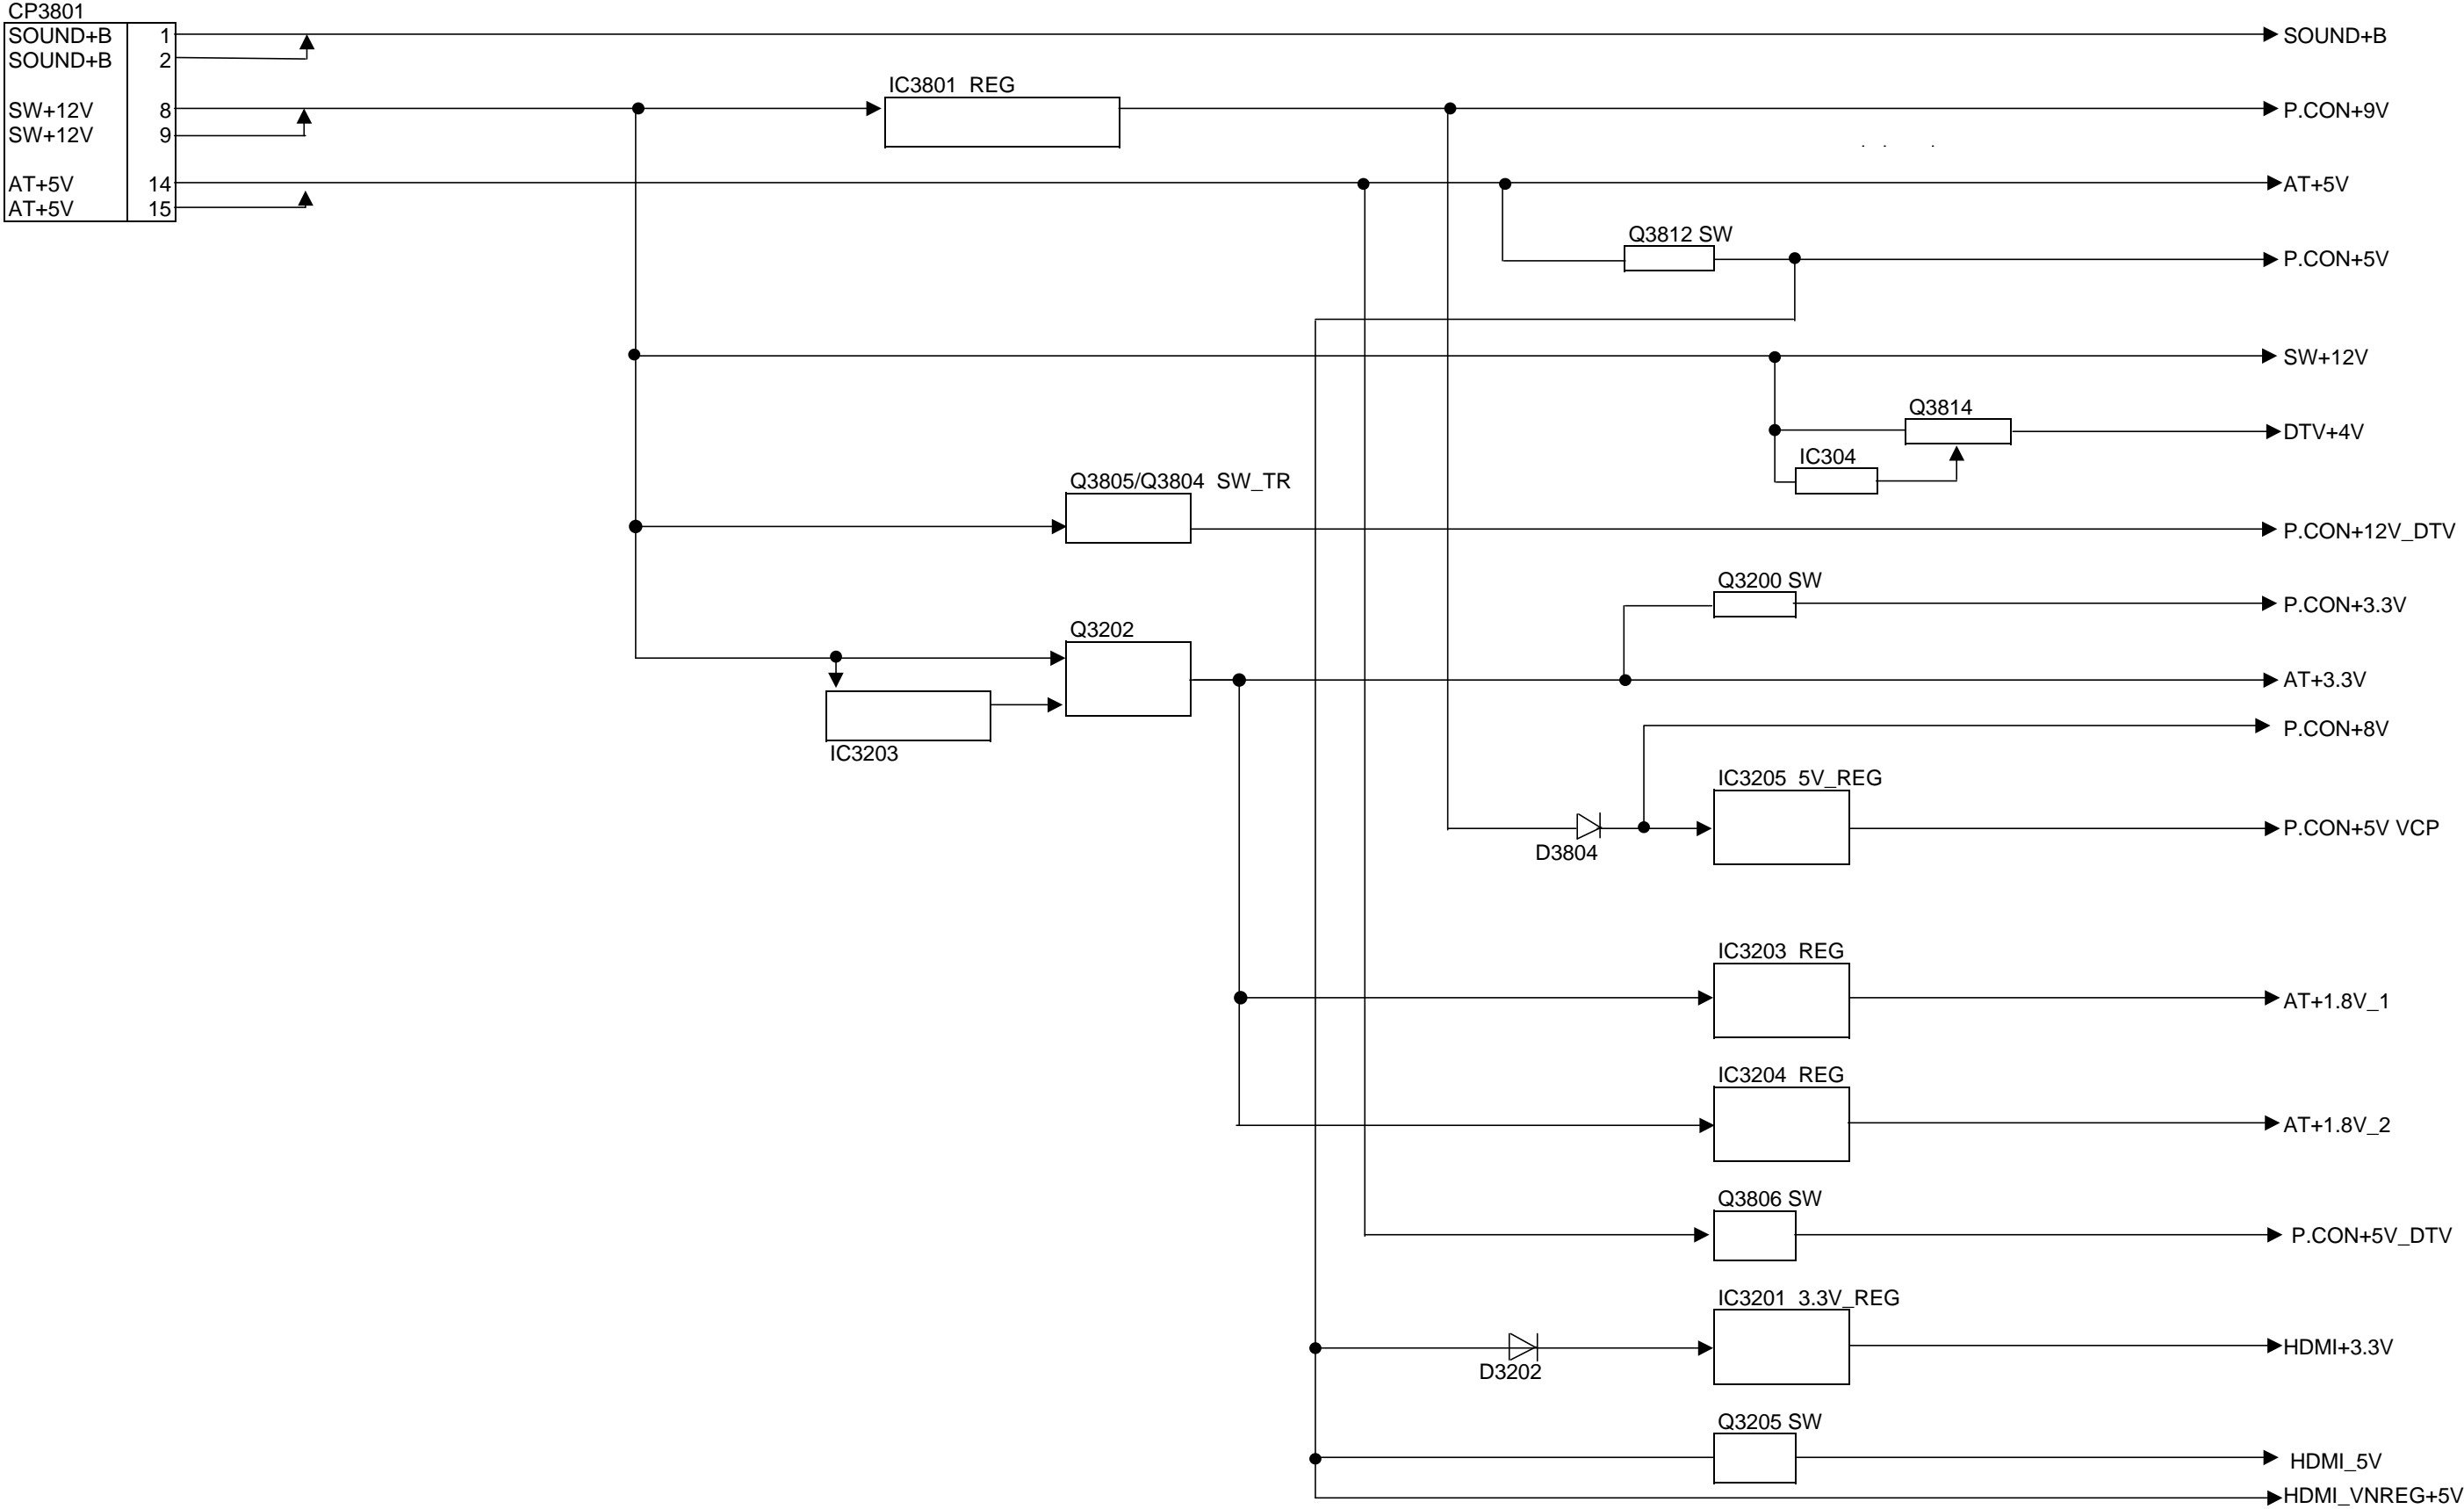 CP3801
SOUND+B 1
SOUND+B
SOUND+B 2
IC3801 REG
SW+12V 8
P.CON+9V
SW+12V 9
AT+5V 14
AT+5V
AT+5V 15
Q3812 SW
P.CON+5V
SW+12V
Q3814
DTV+4V
IC304
Q3805/Q3804 SW_TR
P.CON+12V_DTV
Q3200 SW
P.CON+3.3V
Q3202
AT+3.3V
P.CON+8V
IC3203
IC3205 5V_REG
P.CON+5V VCP
D3804
IC3203 REG
AT+1.8V_1
IC3204 REG
AT+1.8V_2
Q3806 SW
P.CON+5V_DTV
IC3201 3.3V_REG
HDMI+3.3V
D3202
Q3205 SW
HDMI_5V
HDMI_VNREG+5V